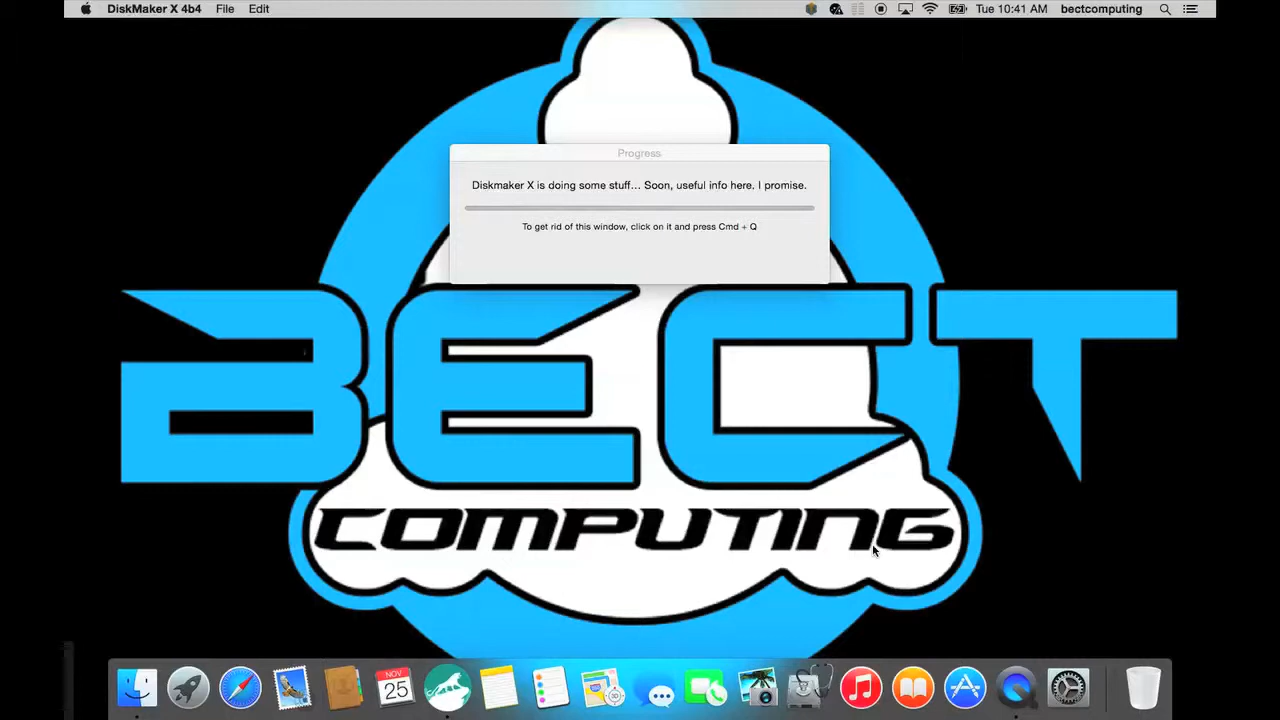 DiskMaker X 4b4 File Edit
Tue 10:41 AM bectcomputing
Progress
Diskmaker X is doing some stuff... Soon, useful info here. I promise.
To get rid of this window, click on it and press Cmd + Q
BECT
COMPUTING
NOV
25